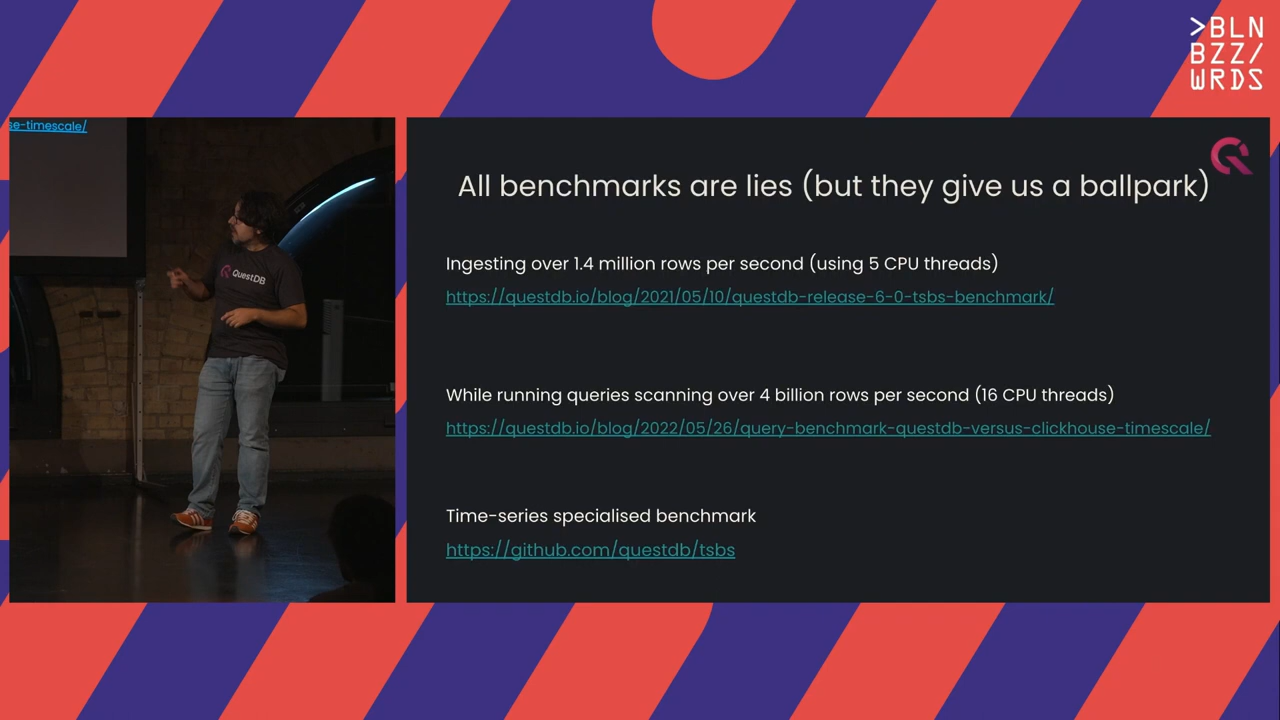 >BLN
BZZ/
WRDS
se-timescale/
QuestDB
All benchmarks are lies (but they give us a ballpark)
Ingesting over 1.4 million rows per second (using 5 CPU threads)
https://questdb.io/blog/2021/05/10/questdb-release-6-0-tsbs-benchmark/
While running queries scanning over 4 billion rows per second (16 CPU threads)
https://questdb.io/blog/2022/05/26/query-benchmark-questdb-versus-clickhouse-timescale/
Time-series specialised benchmark
https://github.com/questdb/tsbs